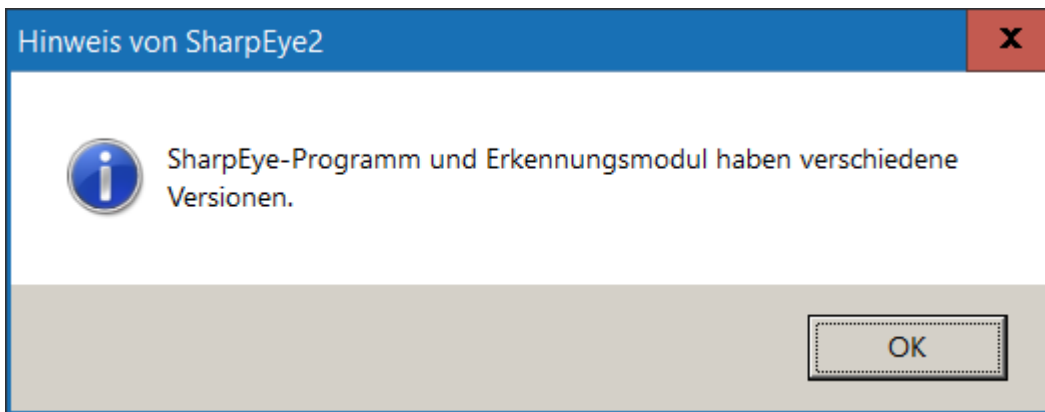 Hinweis von SharpEye2
x
SharpEye-Programm und Erkennungsmodul haben verschiedene
Versionen.
OK